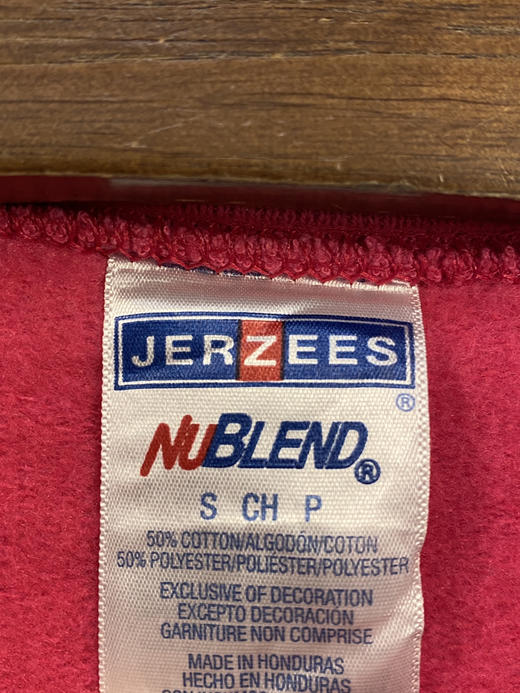 JERZEES
®
NUBLEND®
S CH P
50% COTTON/ALGODÓN/COTON
50% POLYESTER/POLIÉSTER/POLYESTER
EXCLUSIVE OF DECORATION
EXCEPTO DECORACIÓN
GARNITURE NON COMPRISE
MADE IN HONDURAS
HECHO EN HONDURAS